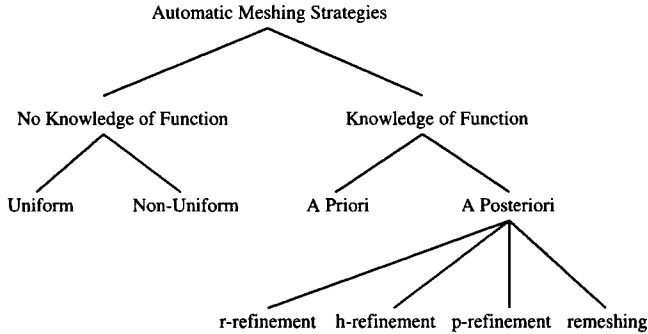 Automatic Meshing Strategies
No Knowledge of Function Knowledge of Function
Uniform Non-Uniform A Priori A Posteriori
r-refinement h-refinement p-refinement remeshing